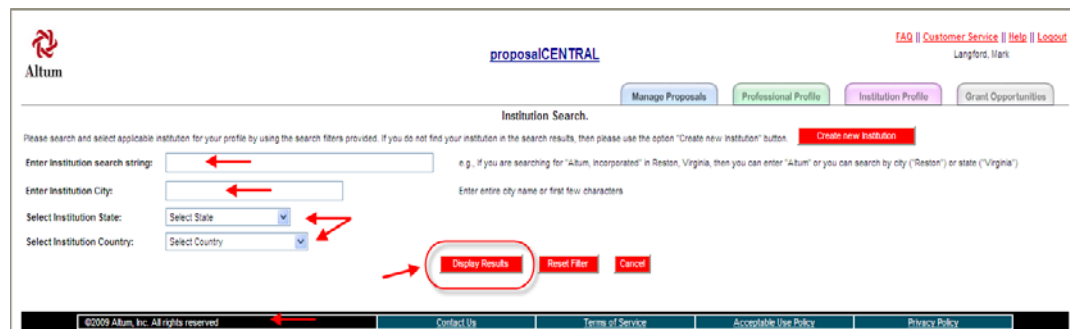 FAQ || Customer Service || Help || Logout
proposalCENTRAL
Langford, Mark
Altum
Manage Proposals
Professional Profile
Institution Profile
Grant Opportunities
Institution Search.
Please search and select applicable institution for your profile by using the search filters provided. If you do not find your institution in the search results, then please use the option "Create new Institution" button.
Create new Institution
Enter Institution search string:
e.g., if you are searching for "Altum, Incorporated" in Reston, Virginia, then you can enter "Altum" or you can search by city ("Reston") or state ("Virginia")
Enter Institution City:
Enter entire city name or first few characters
Select Institution State:
Select State
Select Institution Country:
Select Country
Display Results
Reset Filter
Cancel
©2009 Altum, Inc. All rights reserved
Contact Us
Terms of Service
Acceptable Use Policy
Privacy Policy